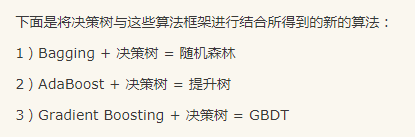 下面是将决策树与这些算法框架进行结合所得到的新的算法：
1）Bagging + 决策树 = 随机森林
2）AdaBoost + 决策树 = 提升树
3）Gradient Boosting + 决策树 = GBDT